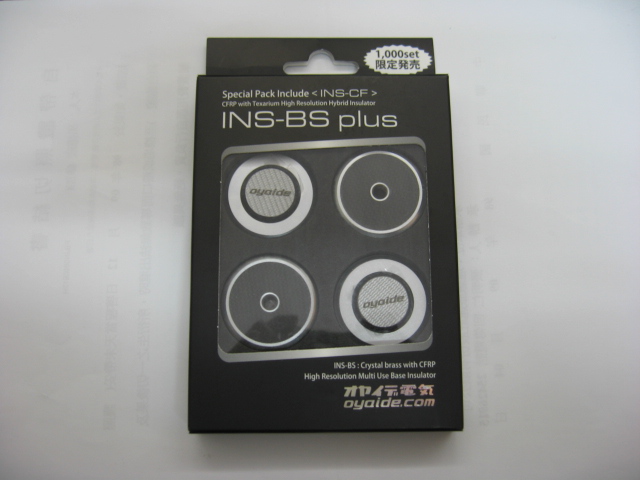 1,000set
限定発売
Special Pack Include < INS-CF >
CFRP with Texarium High Resolution Hybrid Insulator
INS-BS plus
oyaide
oyaide
INS-BS : Crystal brass with CFRP
High Resolution Multi Use Base Insulator
オヤイデ電気
oyaide.com